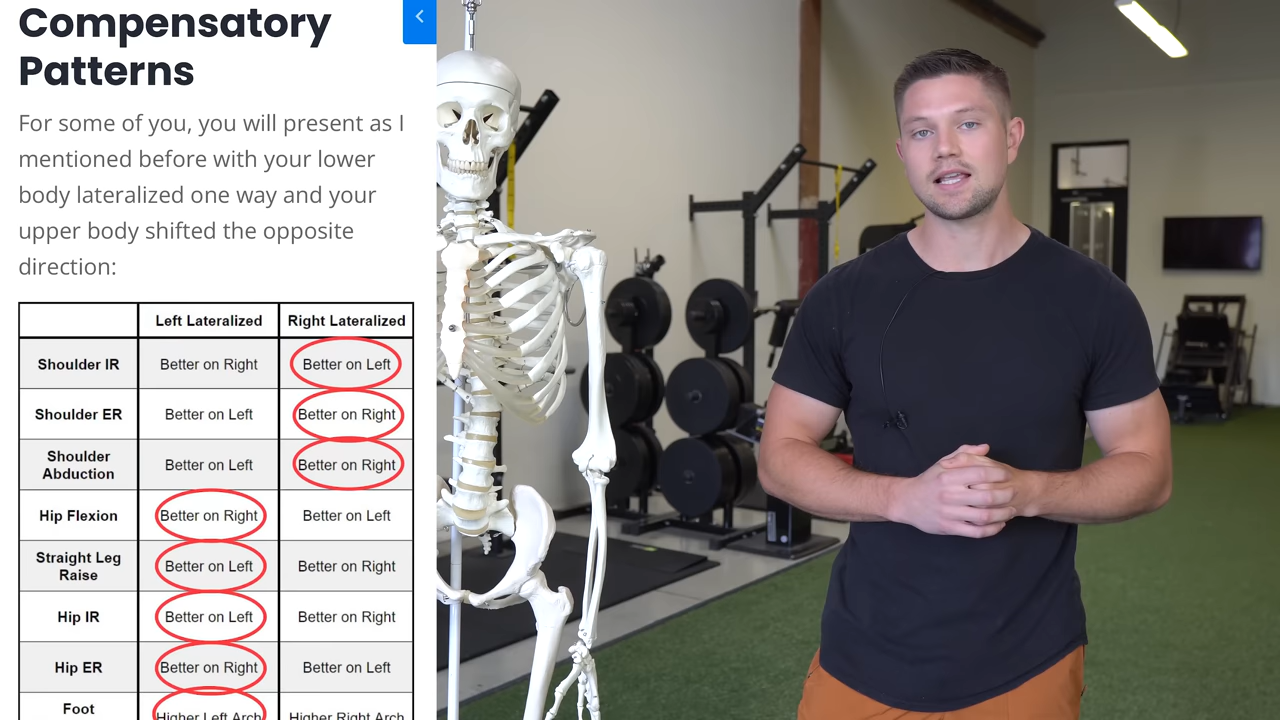 Compensatory
Patterns
For some of you, you will present as I
mentioned before with your lower
body lateralized one way and your
upper body shifted the opposite
direction:
Left Lateralized Right Lateralized
Shoulder IR Better on Right Better on Left
Shoulder ER Better on Left Better on Right
Shoulder
Abduction Better on Left Better on Right
Hip Flexion Better on Right Better on Left
Straight Leg
Raise Better on Left Better on Right
Hip IR Better on Left Better on Right
Hip ER Better on Right Better on Left
Foot
Higher Left Arch Higher Right Arch